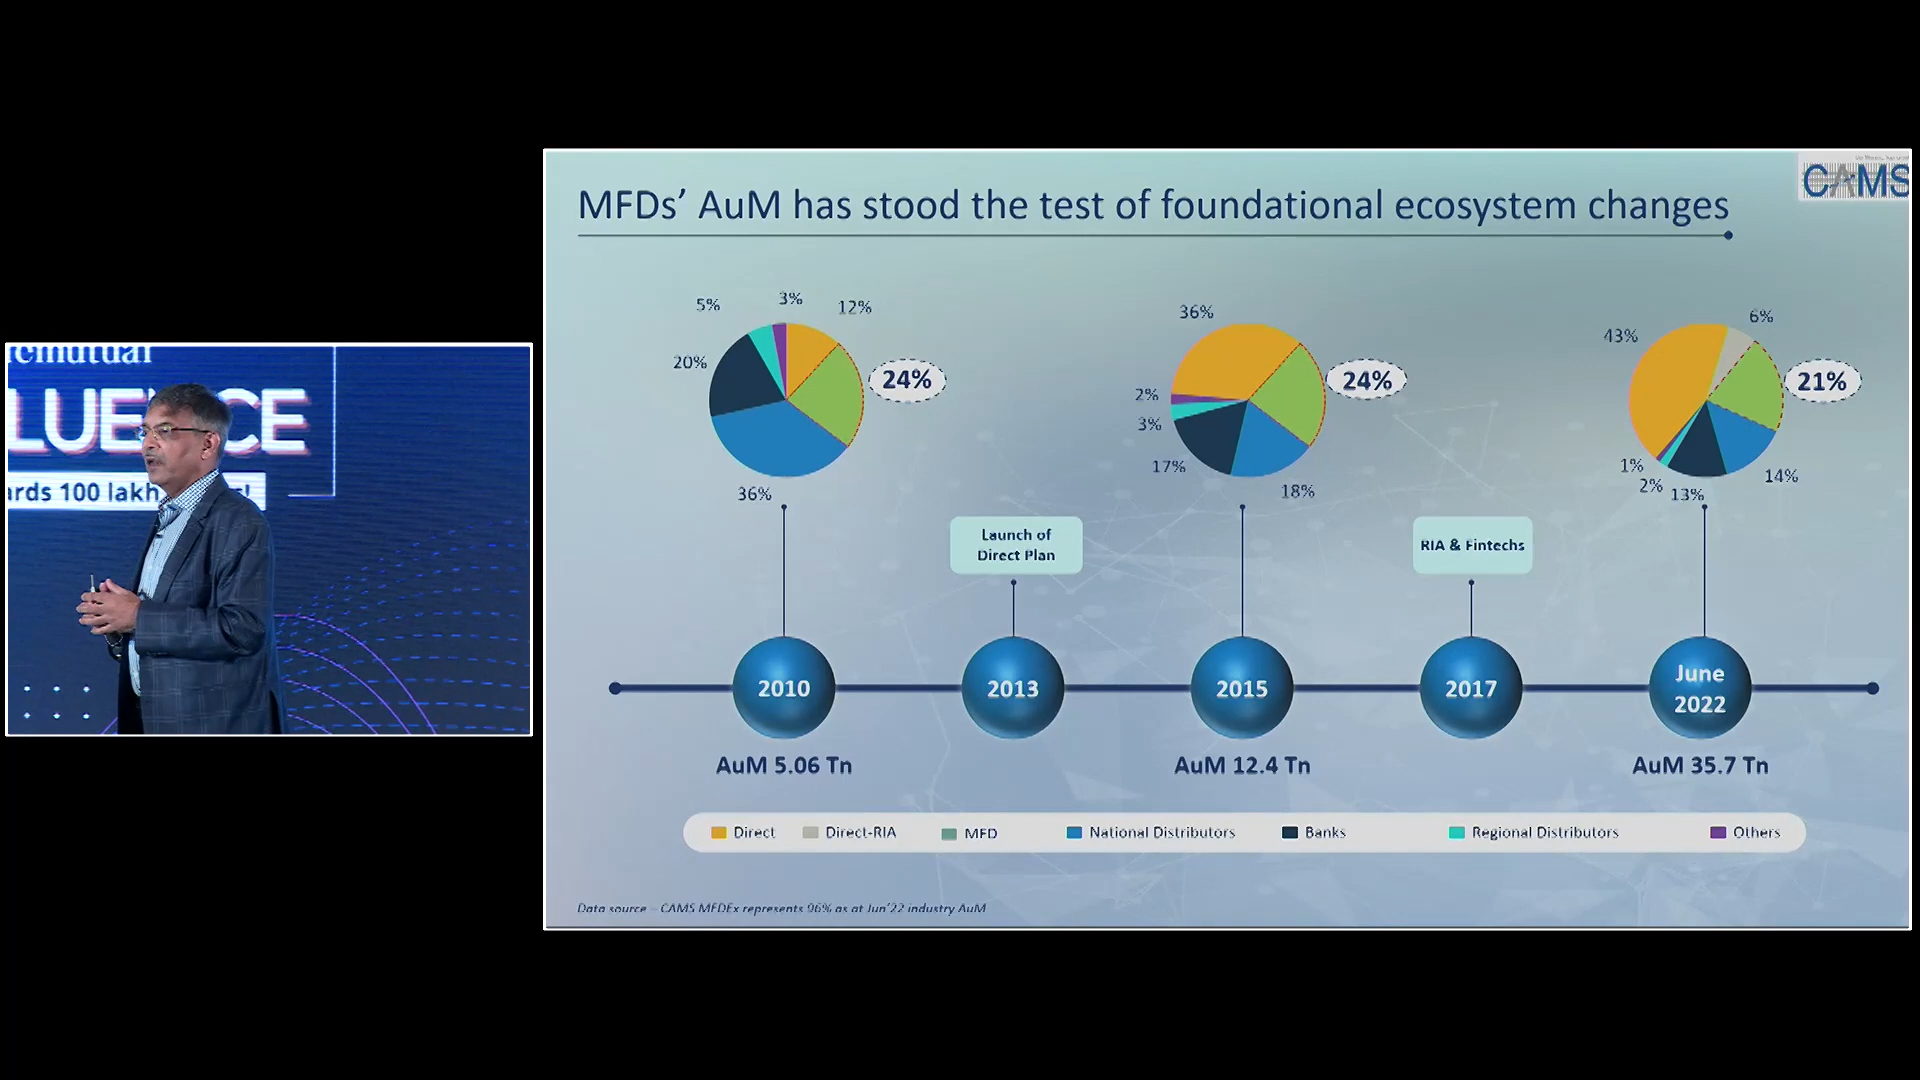 MFDs’ AuM has stood the test of foundational ecosystem changes
CAMS
5%
3%
12%
20%
24%
36%
36%
24%
2%
3%
17%
18%
43%
6%
21%
1%
2%
13%
14%
Launch of
Direct Plan
RIA & Fintechs
2010
2013
2015
2017
June
2022
AuM 5.06 Tn
AuM 12.4 Tn
AuM 35.7 Tn
Direct
Direct-RIA
MFD
National Distributors
Banks
Regional Distributors
Others
Data source – CAMS MFDEx represents 96% as at Jun’22 industry AuM
100 lakh